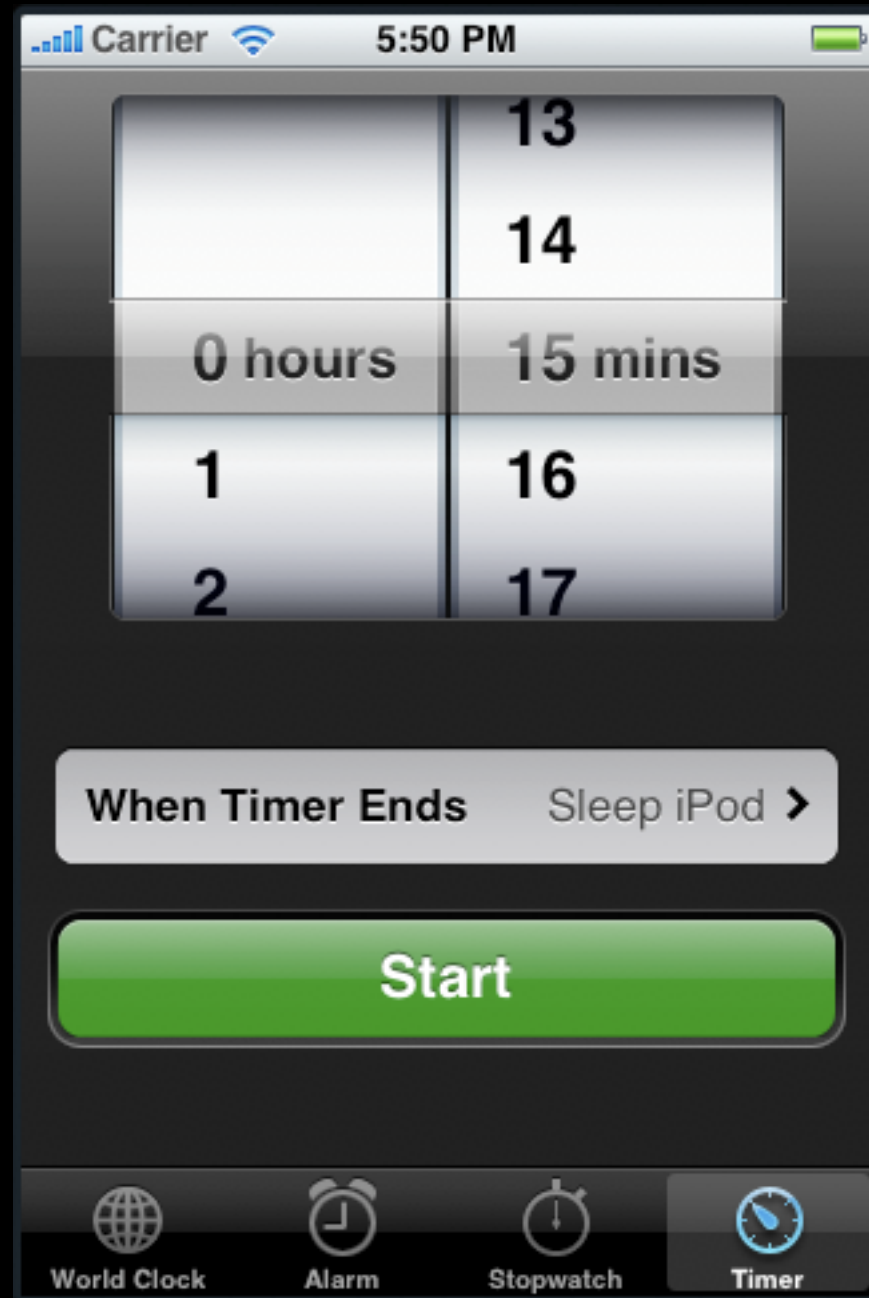 Carrier 5:50 PM
13
14
0 hours 15 mins
1 16
2 17
When Timer Ends Sleep iPod
Start
World Clock Alarm Stopwatch Timer